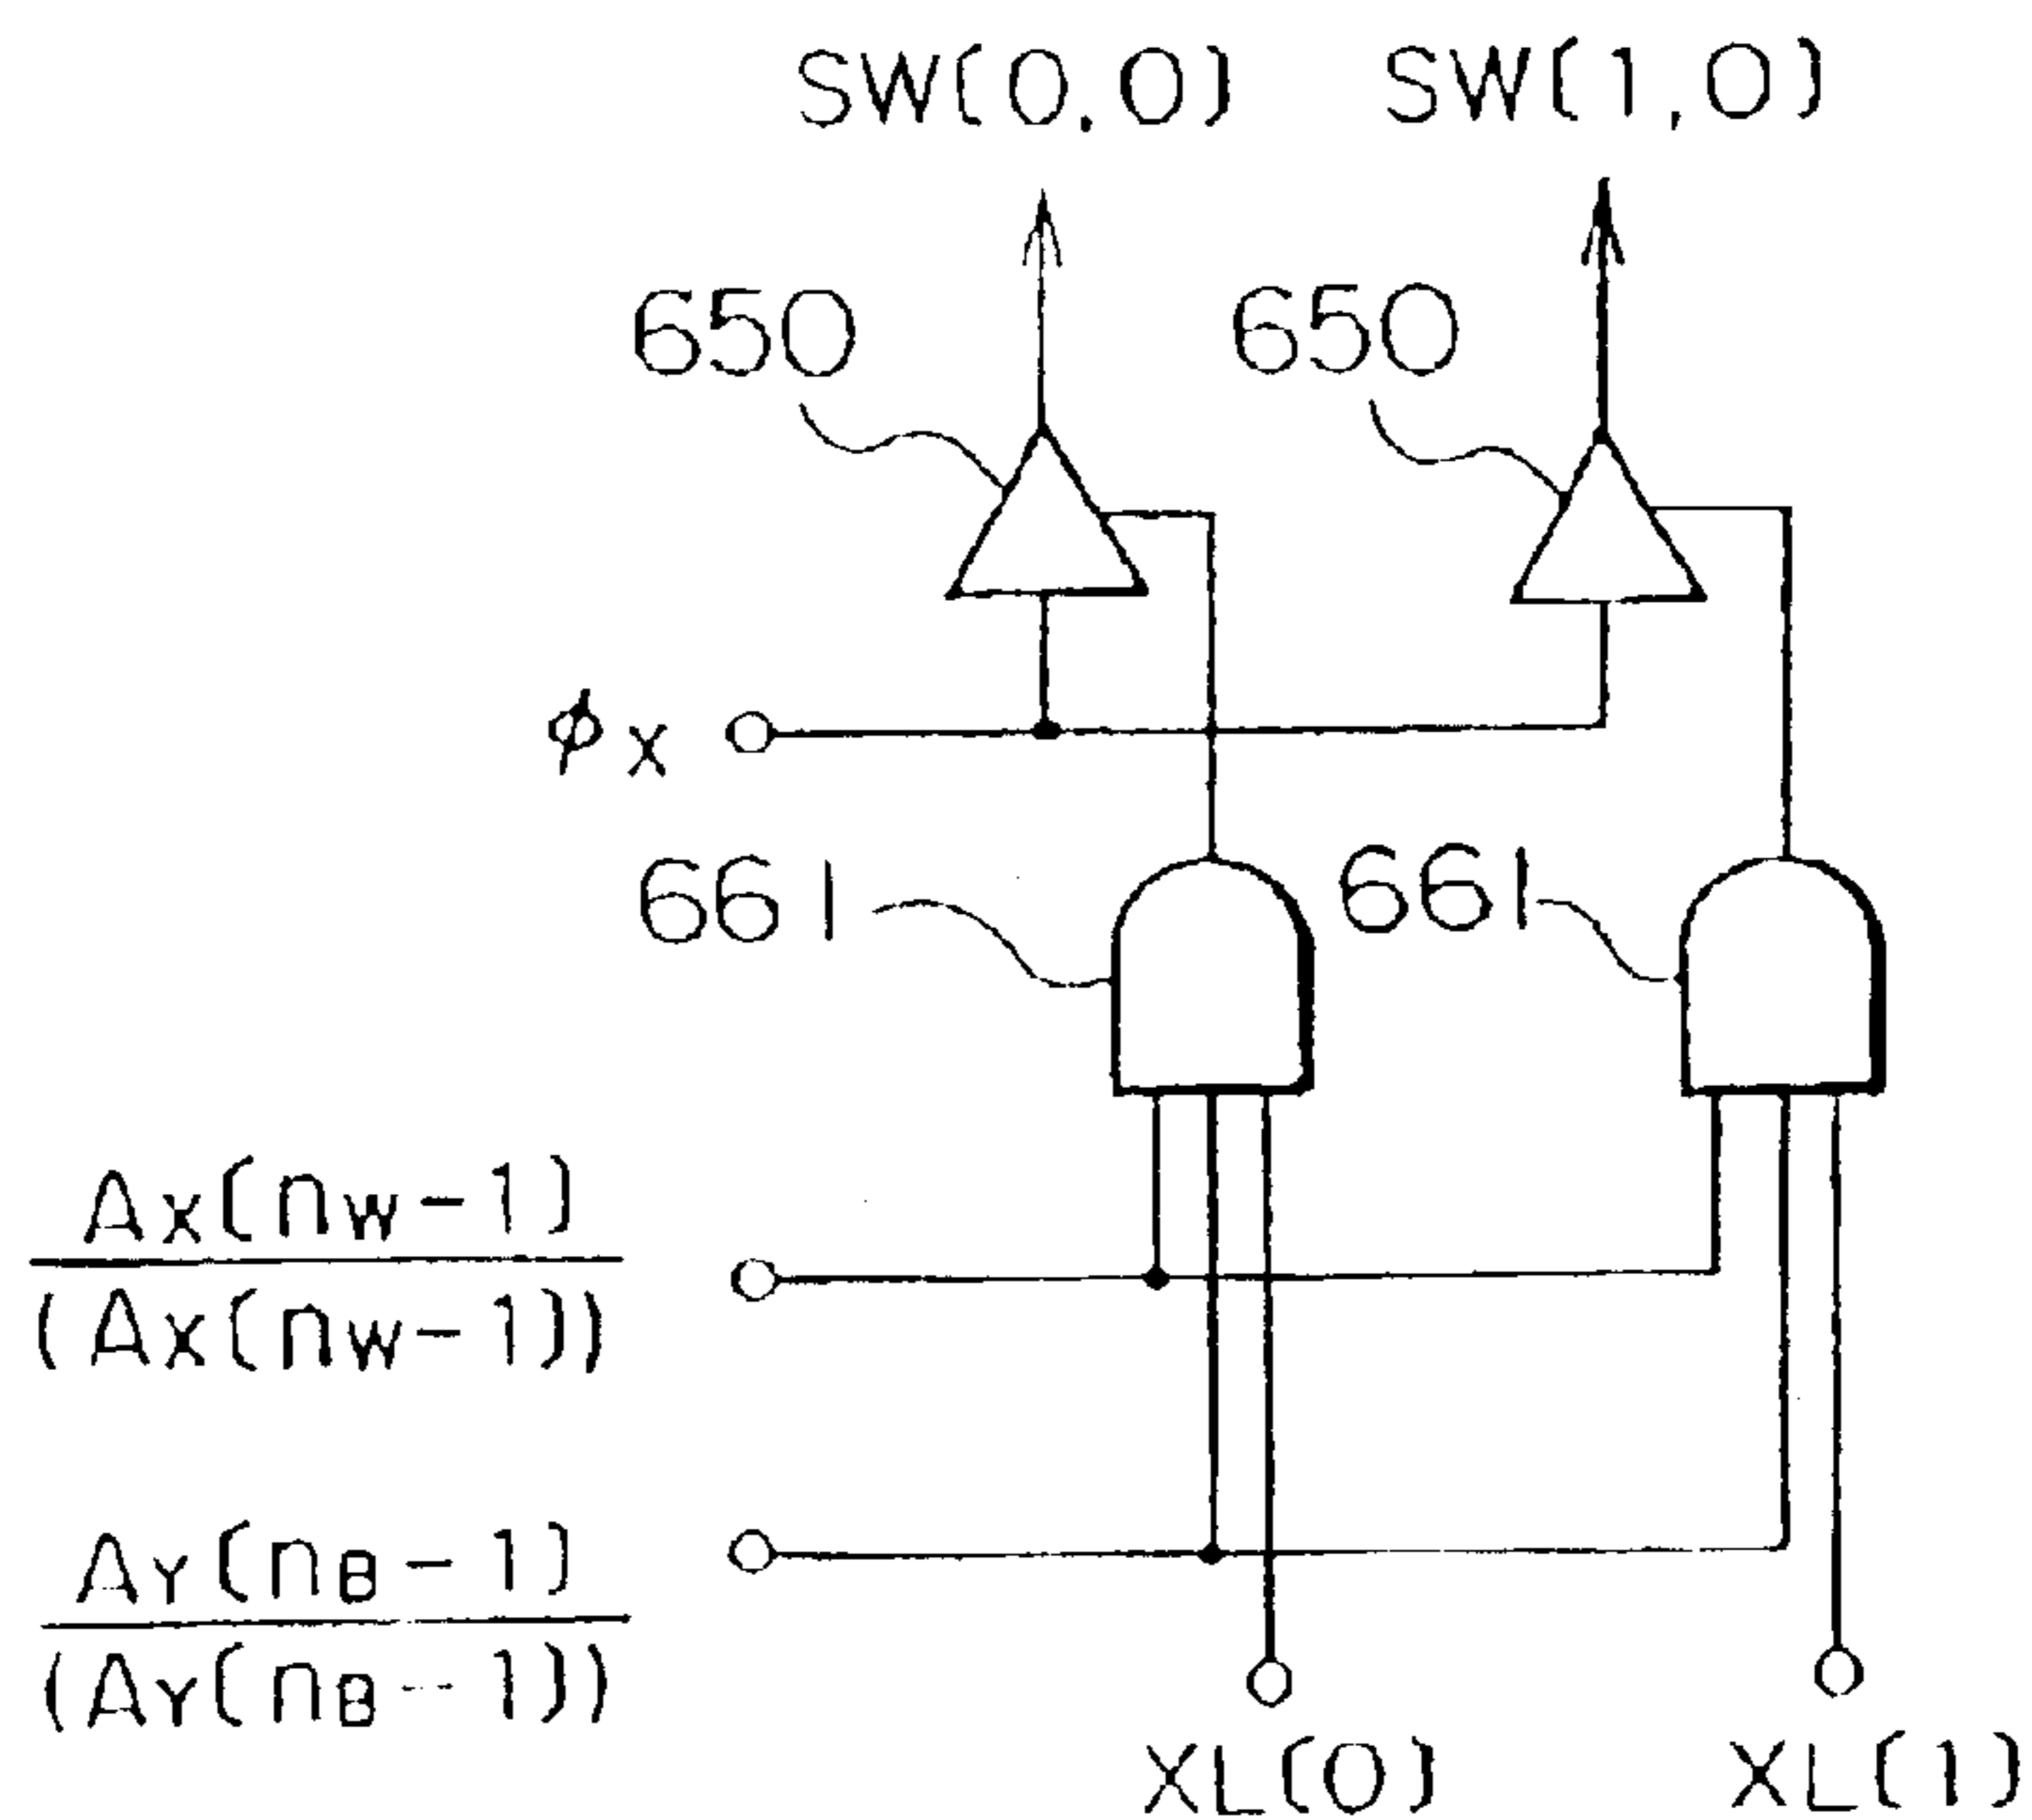 SW(0,0) SW(1,0)
650 650
ϕX
661 661
AX(nW-1)
(AX(nW-1))
AY(nB-1)
(AY(nB-1))
XL(0) XL(1)